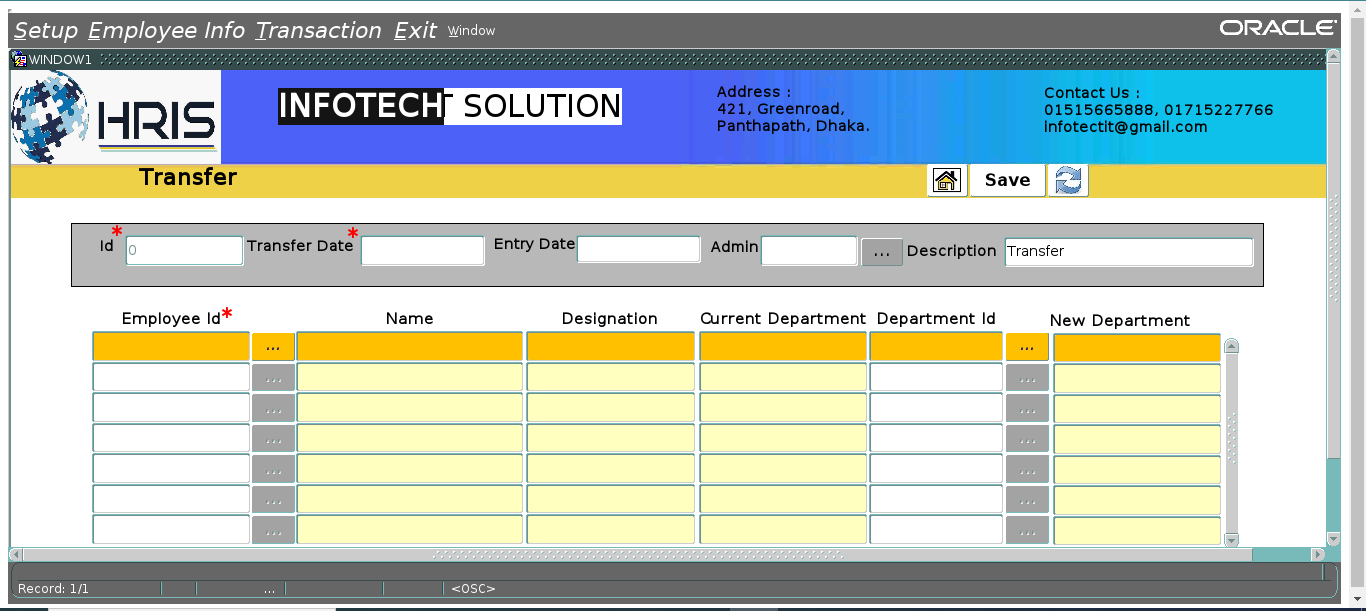 Setup Employee Info Transaction Exit Window
ORACLE
WINDOW1
HRIS
INFOTECHT SOLUTION
Address :
421, Greenroad,
Panthapath, Dhaka.
Contact Us :
01515665888, 01715227766
infotectit@gmail.com
Transfer
Save
Id* 0 Transfer Date* Entry Date Admin ... Description Transfer
Employee Id* Name Designation Current Department Department Id New Department
... ...
... ...
... ...
... ...
... ...
... ...
... ...
Record: 1/1 ... <OSC>